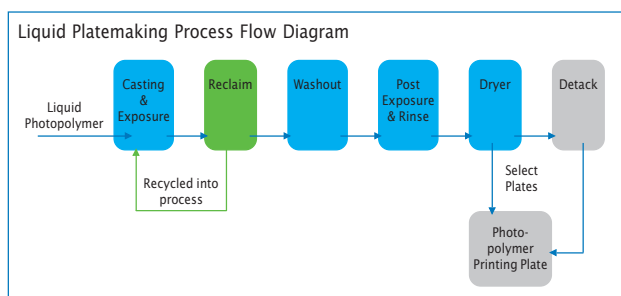 Liquid Platemaking Process Flow Diagram
Liquid
Photopolymer
Casting
&
Exposure
Reclaim
Washout
Post
Exposure
& Rinse
Dryer
Detack
Recycled into
process
Select
Plates
Photo-
polymer
Printing Plate